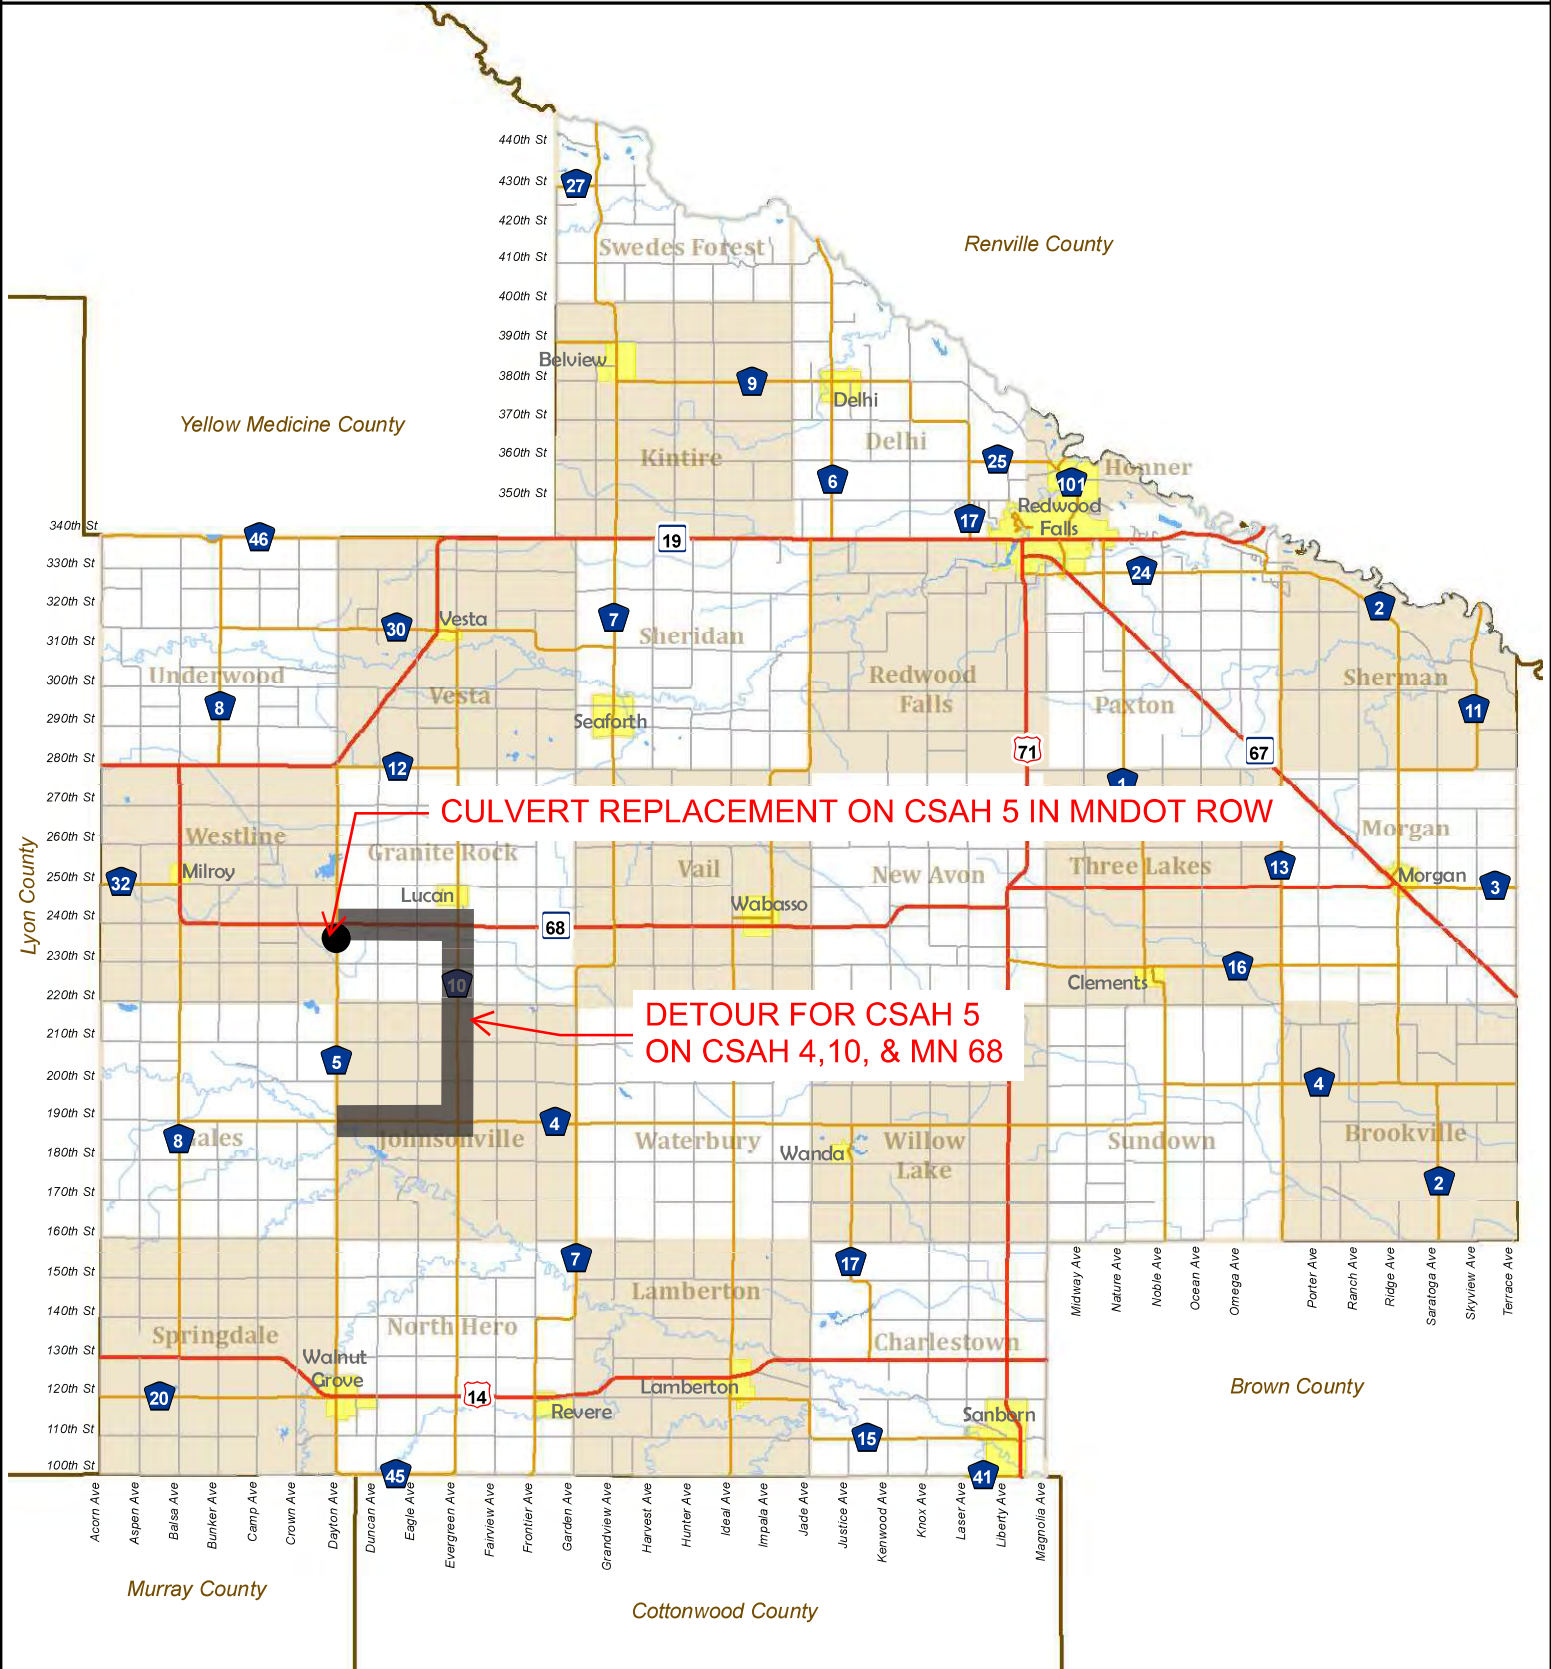 440th St
430th St
27
420th St
Swedes Forest
Renville County
410th St
400th St
390th St
Belview
380th St
9
Delhi
370th St
Yellow Medicine County
Delhi
360th St
Kintire
25
Honner
6
101
350th St
Redwood
Falls
17
340th St
46
19
330th St
24
320th St
2
7
Vesta
30
310th St
Sheridan
Underwood
300th St
Redwood
Falls
Sherman
Vesta
8
Paxton
11
290th St
Seaforth
280th St
71
67
12
1
270th St
CULVERT REPLACEMENT ON CSAH 5 IN MNDOT ROW
260th St
Westline
Granite Rock
Morgan
Lyon County
Milroy
250th St
32
Vail
New Avon
Three Lakes
13
Morgan
3
Lucan
Wabasso
240th St
68
230th St
16
Clements
10
220th St
DETOUR FOR CSAH 5
ON CSAH 4,10, & MN 68
210th St
5
200th St
4
190th St
4
8
Gales
Johnsonville
Waterbury
Willow
Lake
Wanda
Sundown
Brookville
180th St
2
170th St
160th St
7
17
150th St
Midway Ave
Nature Ave
Noble Ave
Ocean Ave
Omega Ave
Porter Ave
Ranch Ave
Ridge Ave
Saratoga Ave
Skyview Ave
Terrace Ave
Lamberton
140th St
Springdale
North Hero
Charlestown
130th St
Walnut
Grove
120th St
20
14
Lamberton
Brown County
Revere
Sanborn
110th St
15
100th St
45
41
Acorn Ave
Aspen Ave
Balsa Ave
Bunker Ave
Camp Ave
Crown Ave
Dayton Ave
Duncan Ave
Eagle Ave
Evergreen Ave
Fairview Ave
Frontier Ave
Garden Ave
Grandview Ave
Harvest Ave
Hunter Ave
Ideal Ave
Impala Ave
Jade Ave
Justice Ave
Kenwood Ave
Knox Ave
Laser Ave
Liberty Ave
Magnolia Ave
Murray County
Cottonwood County